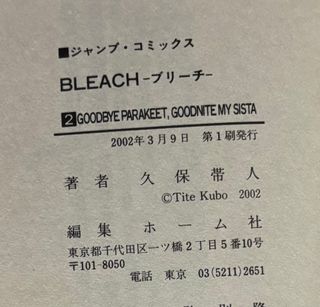 ■ジャンプ・コミックス
BLEACH-ブリーチ-
2 GOODBYE PARAKEET, GOODNITE MY SISTA
2002年3月9日 第1刷発行
著者 久保帯人
©Tite Kubo 2002
編集 ホーム社
東京都千代田区一ツ橋2丁目5番10号
〒101-8050
電話 東京 03(5211)2651